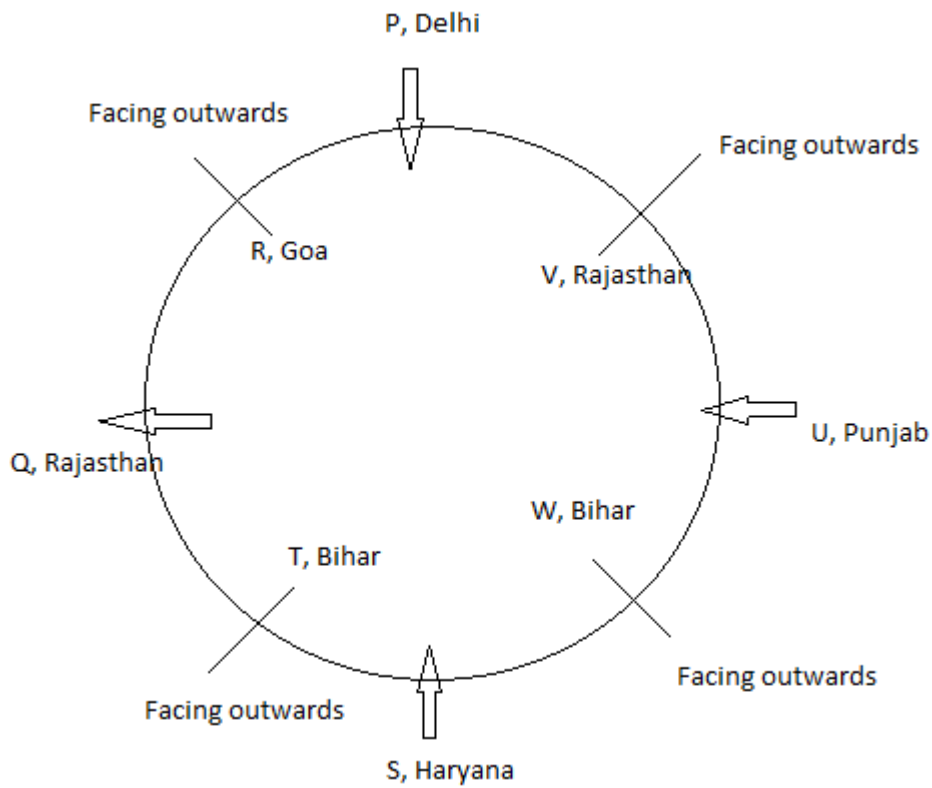 P, Delhi
Facing outwards
Facing outwards
R, Goa
V, Rajasthan
Q, Rajasthan
U, Punjab
W, Bihar
T, Bihar
Facing outwards
Facing outwards
S, Haryana